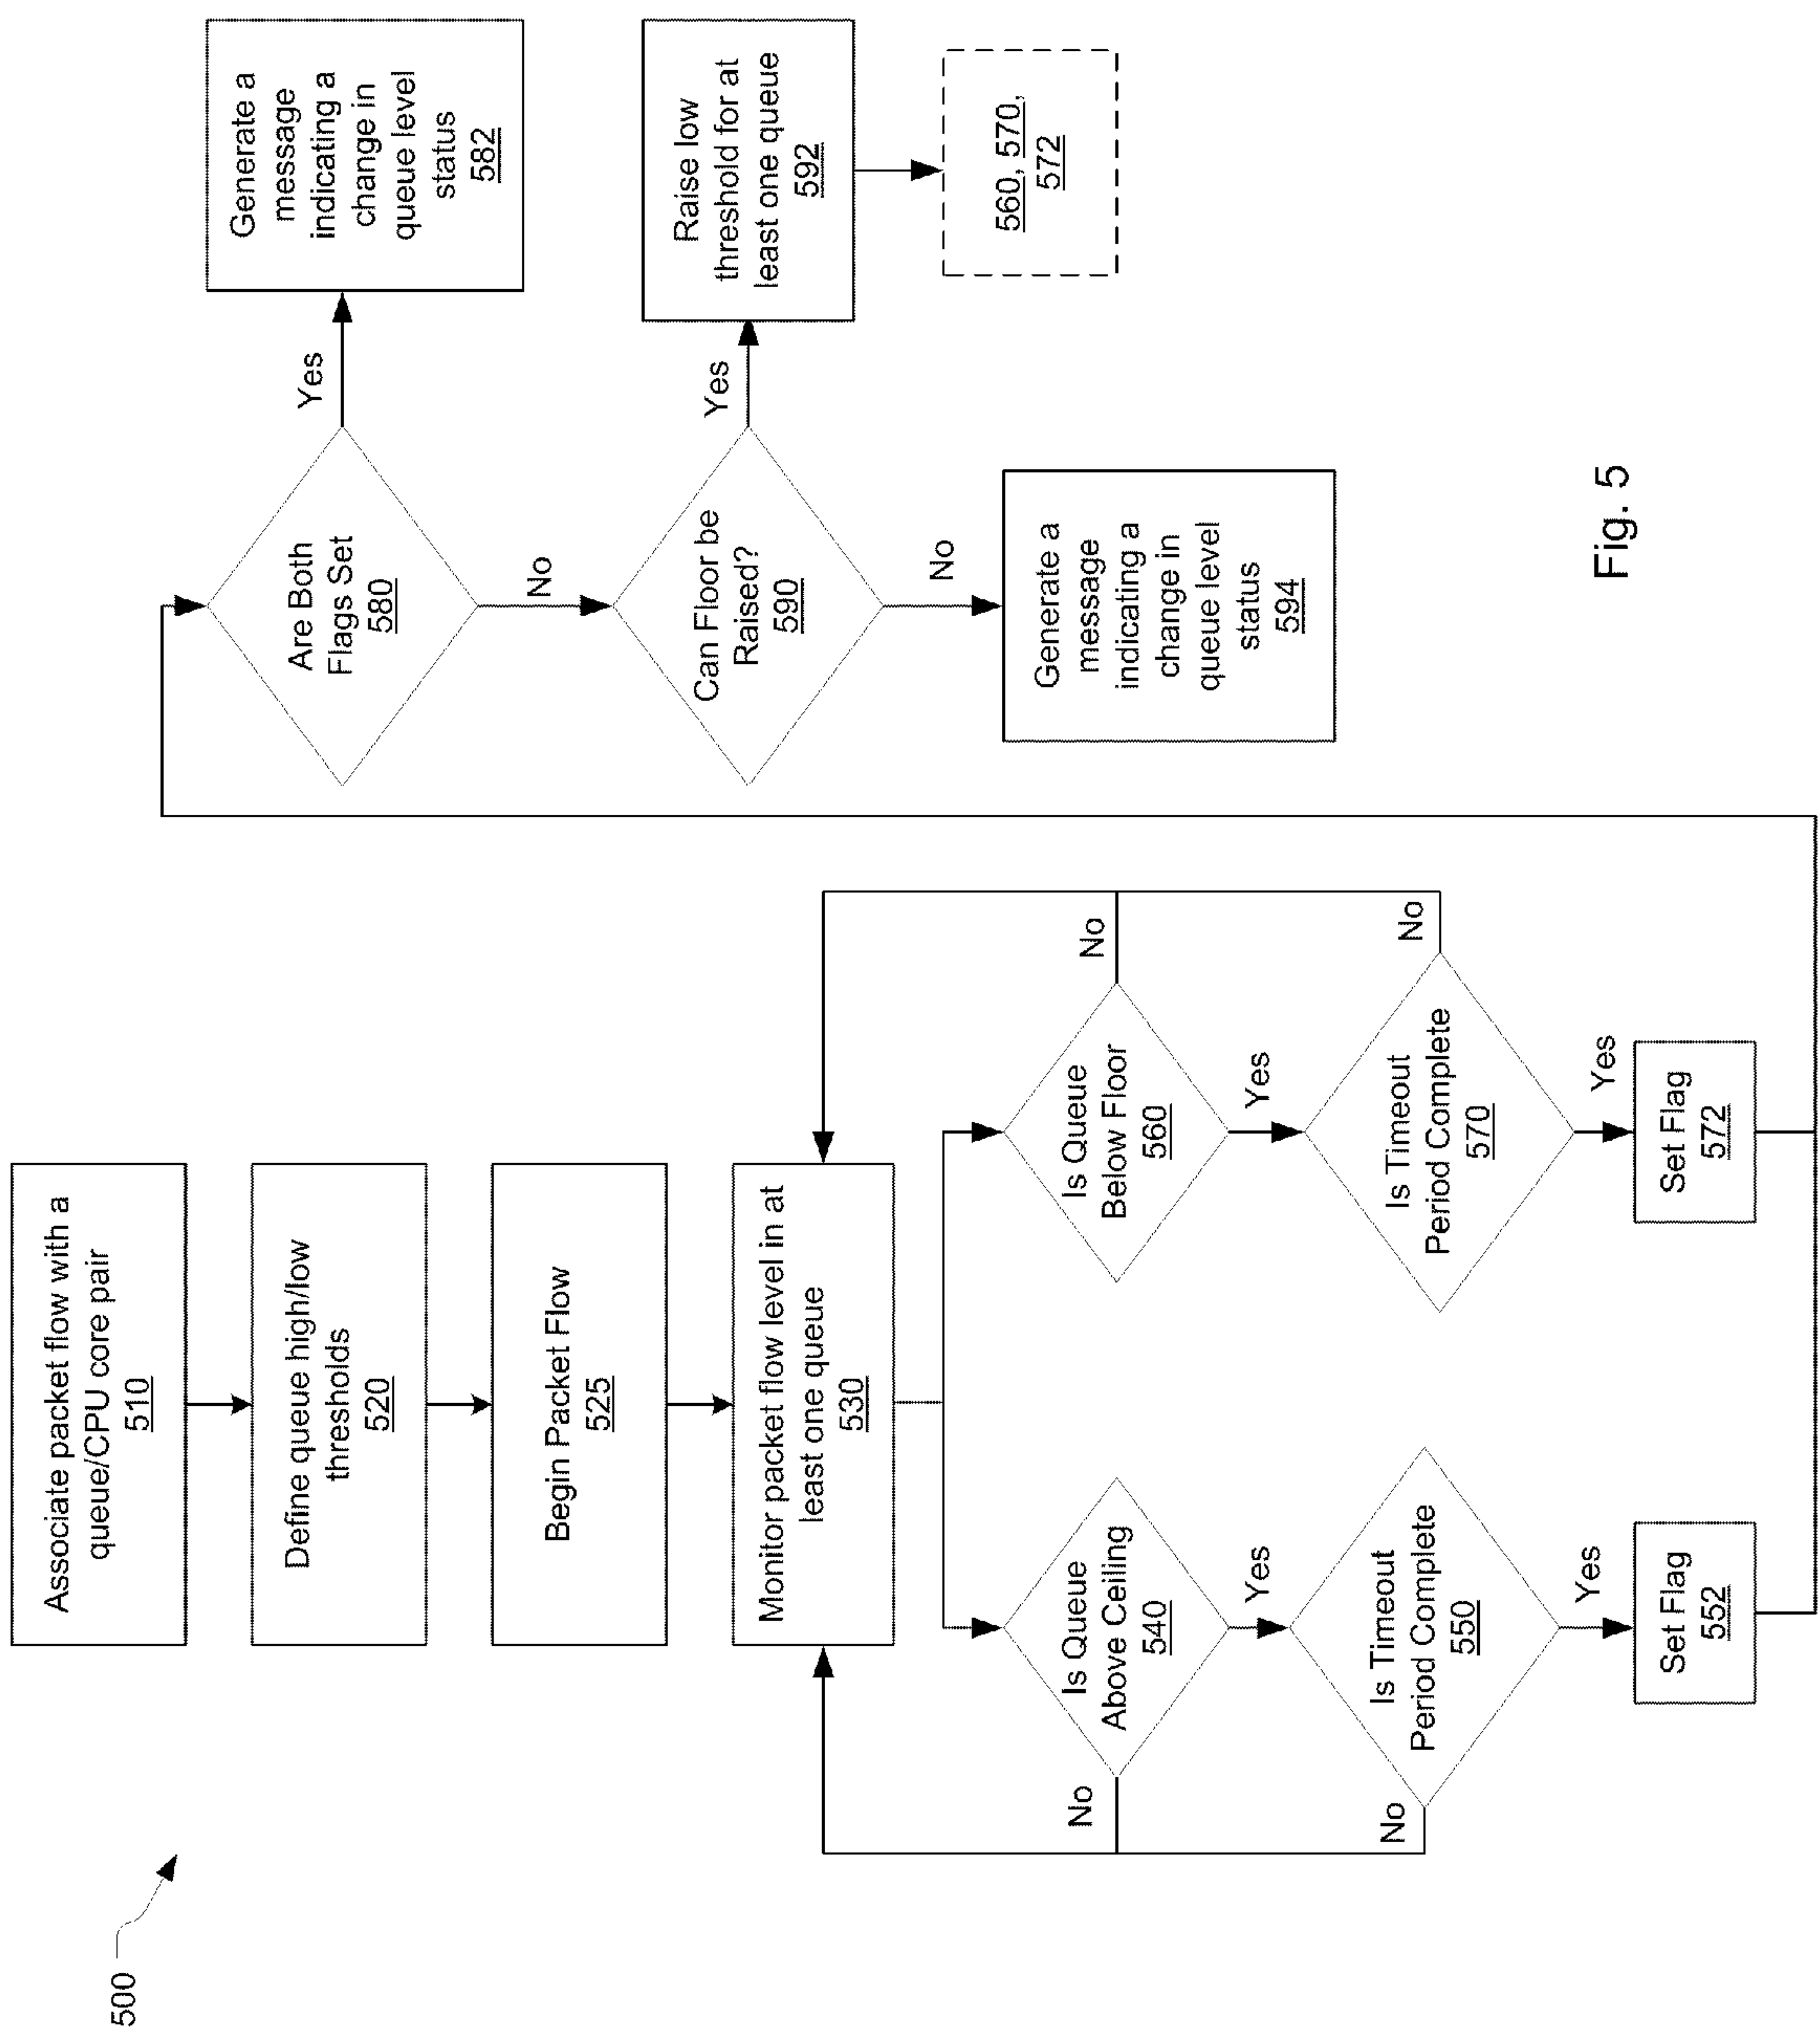 500
Associate packet flow with a
queue/CPU core pair
510
Define queue high/low
thresholds
520
Begin Packet Flow
525
Monitor packet flow level in at
least one queue
530
Is Queue
Above Ceiling
540
No
Yes
Is Timeout
Period Complete
550
No
Yes
Set Flag
552
Is Queue
Below Floor
560
No
Yes
Is Timeout
Period Complete
570
No
Yes
Set Flag
572
Are Both
Flags Set
580
Yes
Generate a
message
indicating a
change in
queue level
status
582
No
Can Floor be
Raised?
590
Yes
Raise low
threshold for at
least one queue
592
560, 570,
572
No
Generate a
message
indicating a
change in
queue level
status
594
Fig. 5